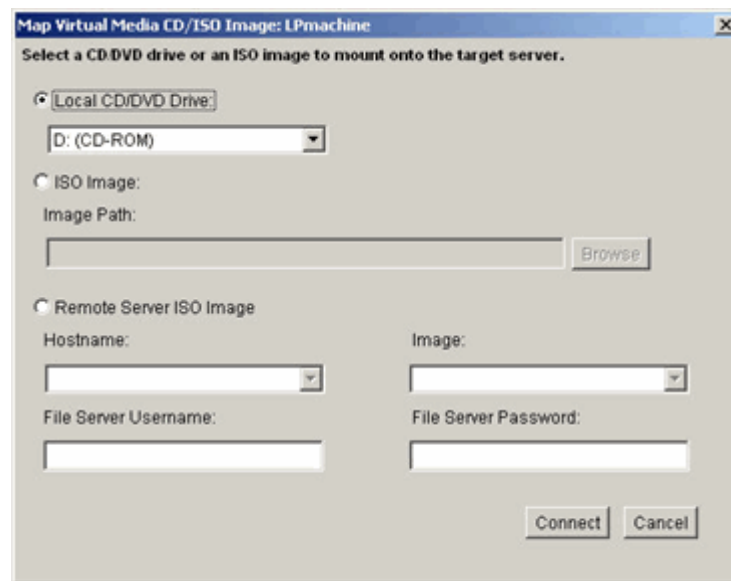 Map Virtual Media CD/ISO Image: LPmachine
Select a CD/DVD drive or an ISO image to mount onto the target server.
Local CD/DVD Drive:
D: (CD-ROM)
ISO Image:
Image Path:
Browse
Remote Server ISO Image
Hostname: Image:
File Server Username: File Server Password:
Connect Cancel